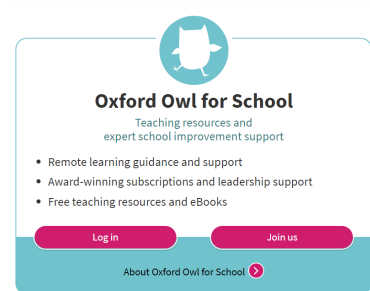 Oxford Owl for School
Teaching resources and
expert school improvement support
• Remote learning guidance and support
• Award-winning subscriptions and leadership support
• Free teaching resources and eBooks
Log in
Join us
About Oxford Owl for School